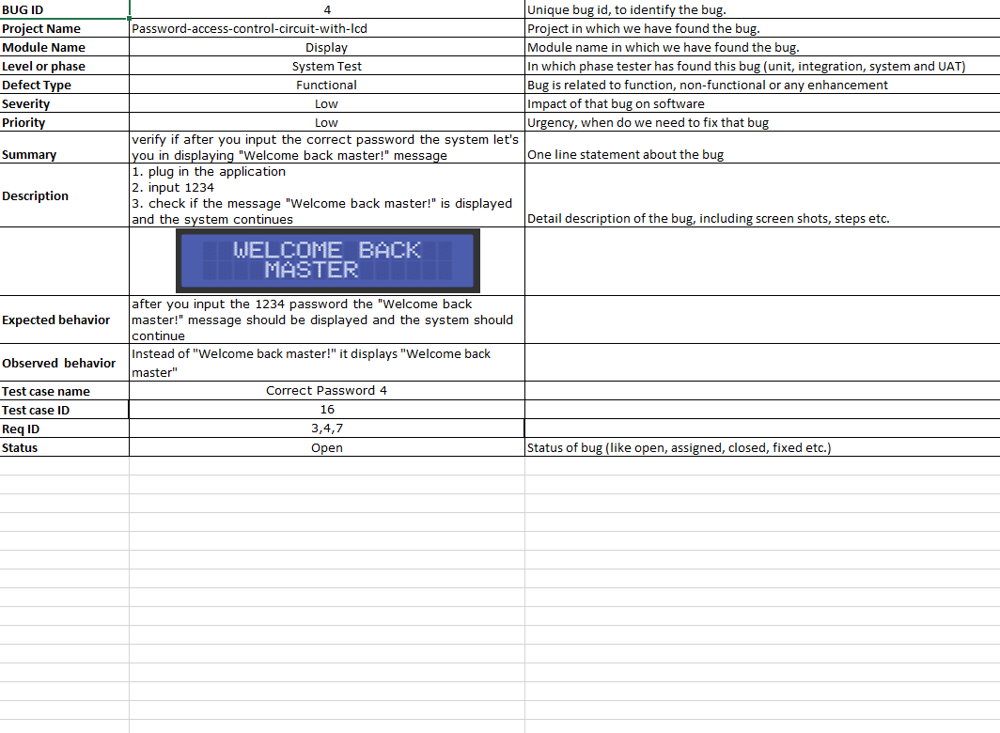 BUG ID 4 Unique bug id, to identify the bug.
Project Name Password-access-control-circuit-with-lcd Project in which we have found the bug.
Module Name Display Module name in which we have found the bug.
Level or phase System Test In which phase tester has found this bug (unit, integration, system and UAT)
Defect Type Functional Bug is related to function, non-functional or any enhancement
Severity Low Impact of that bug on software
Priority Low Urgency, when do we need to fix that bug
Summary verify if after you input the correct password the system let's
you in displaying "Welcome back master!" message One line statement about the bug
Description 1. plug in the application
2. input 1234
3. check if the message "Welcome back master!" is displayed
and the system continues Detail description of the bug, including screen shots, steps etc.
WELCOME BACK
MASTER
Expected behavior after you input the 1234 password the "Welcome back
master!" message should be displayed and the system should
continue
Observed behavior Instead of "Welcome back master!" it displays "Welcome back
master"
Test case name Correct Password 4
Test case ID 16
Req ID 3,4,7
Status Open Status of bug (like open, assigned, closed, fixed etc.)